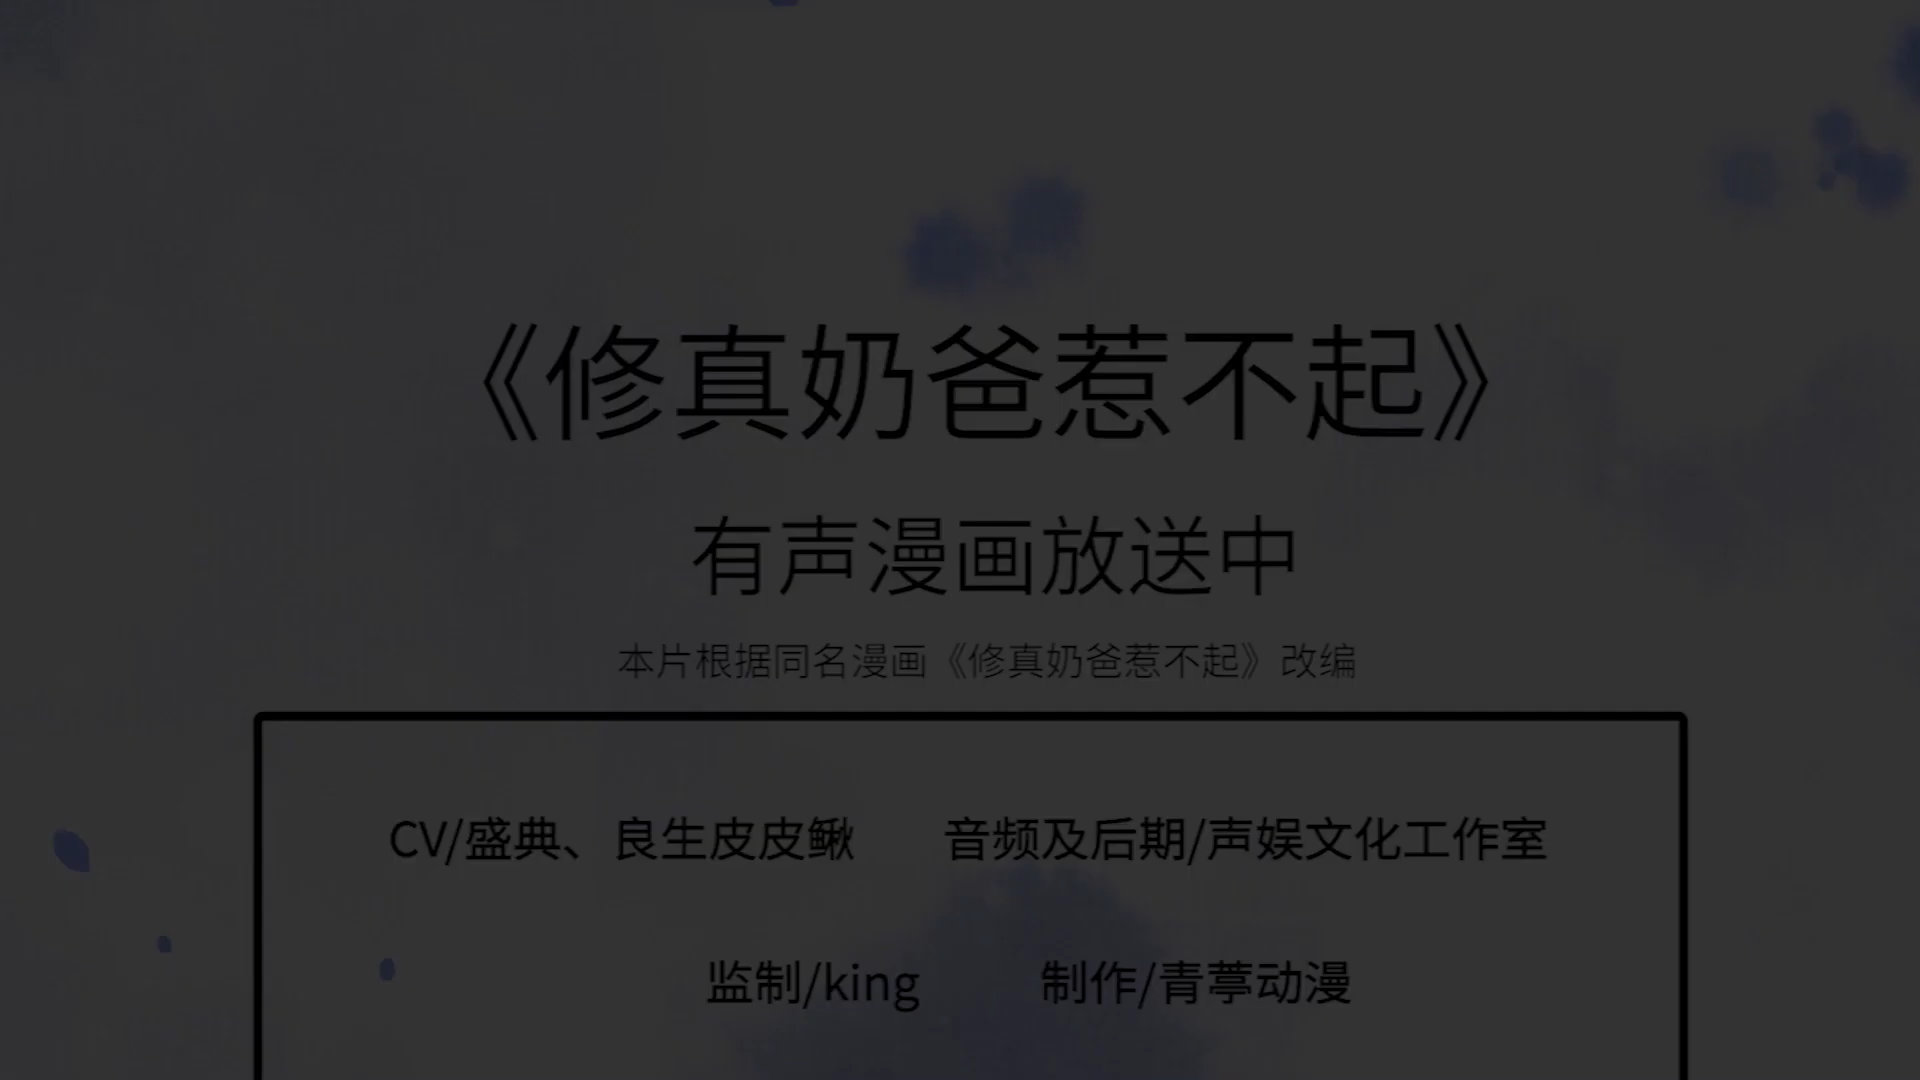 《修真奶爸惹不起》
有声漫画放送中
本片根据同名漫画《修真奶爸惹不起》改编
CV/盛典、良生皮皮鳅 音频及后期/声娱文化工作室
监制/king 制作/青葶动漫